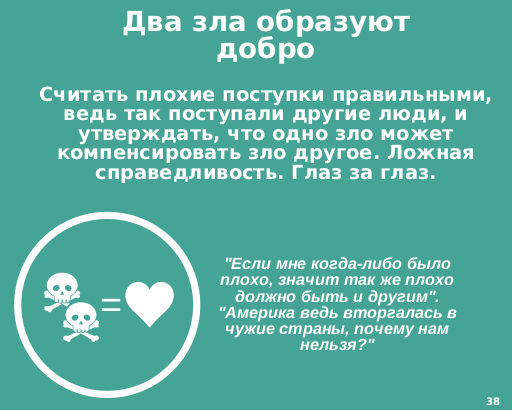 Два зла образуют
добро
Считать плохие поступки правильными,
ведь так поступали другие люди, и
утверждать, что одно зло может
компенсировать зло другое. Ложная
справедливость. Глаз за глаз.
"Если мне когда-либо было
плохо, значит так же плохо
должно быть и другим".
"Америка ведь вторгалась в
чужие страны, почему нам
нельзя?"
38